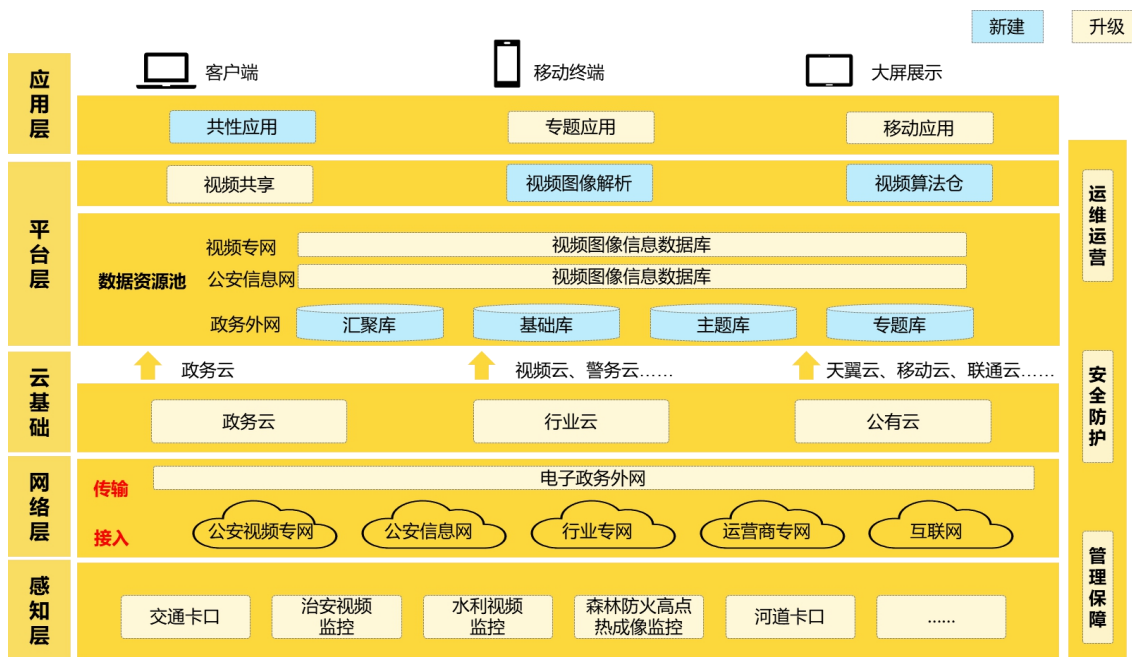 新建
升级
应用层
客户端
移动终端
大屏展示
共性应用
专题应用
移动应用
平台层
视频共享
视频图像解析
视频算法仓
数据资源池
视频专网
视频图像信息数据库
公安信息网
视频图像信息数据库
政务外网
汇聚库
基础库
主题库
专题库
云基础
政务云
视频云、警务云……
天翼云、移动云、联通云……
政务云
行业云
公有云
网络层
传输
电子政务外网
接入
公安视频专网
公安信息网
行业专网
运营商专网
互联网
感知层
交通卡口
治安视频
监控
水利视频
监控
森林防火高点
热成像监控
河道卡口
......
运维运营
安全防护
管理保障